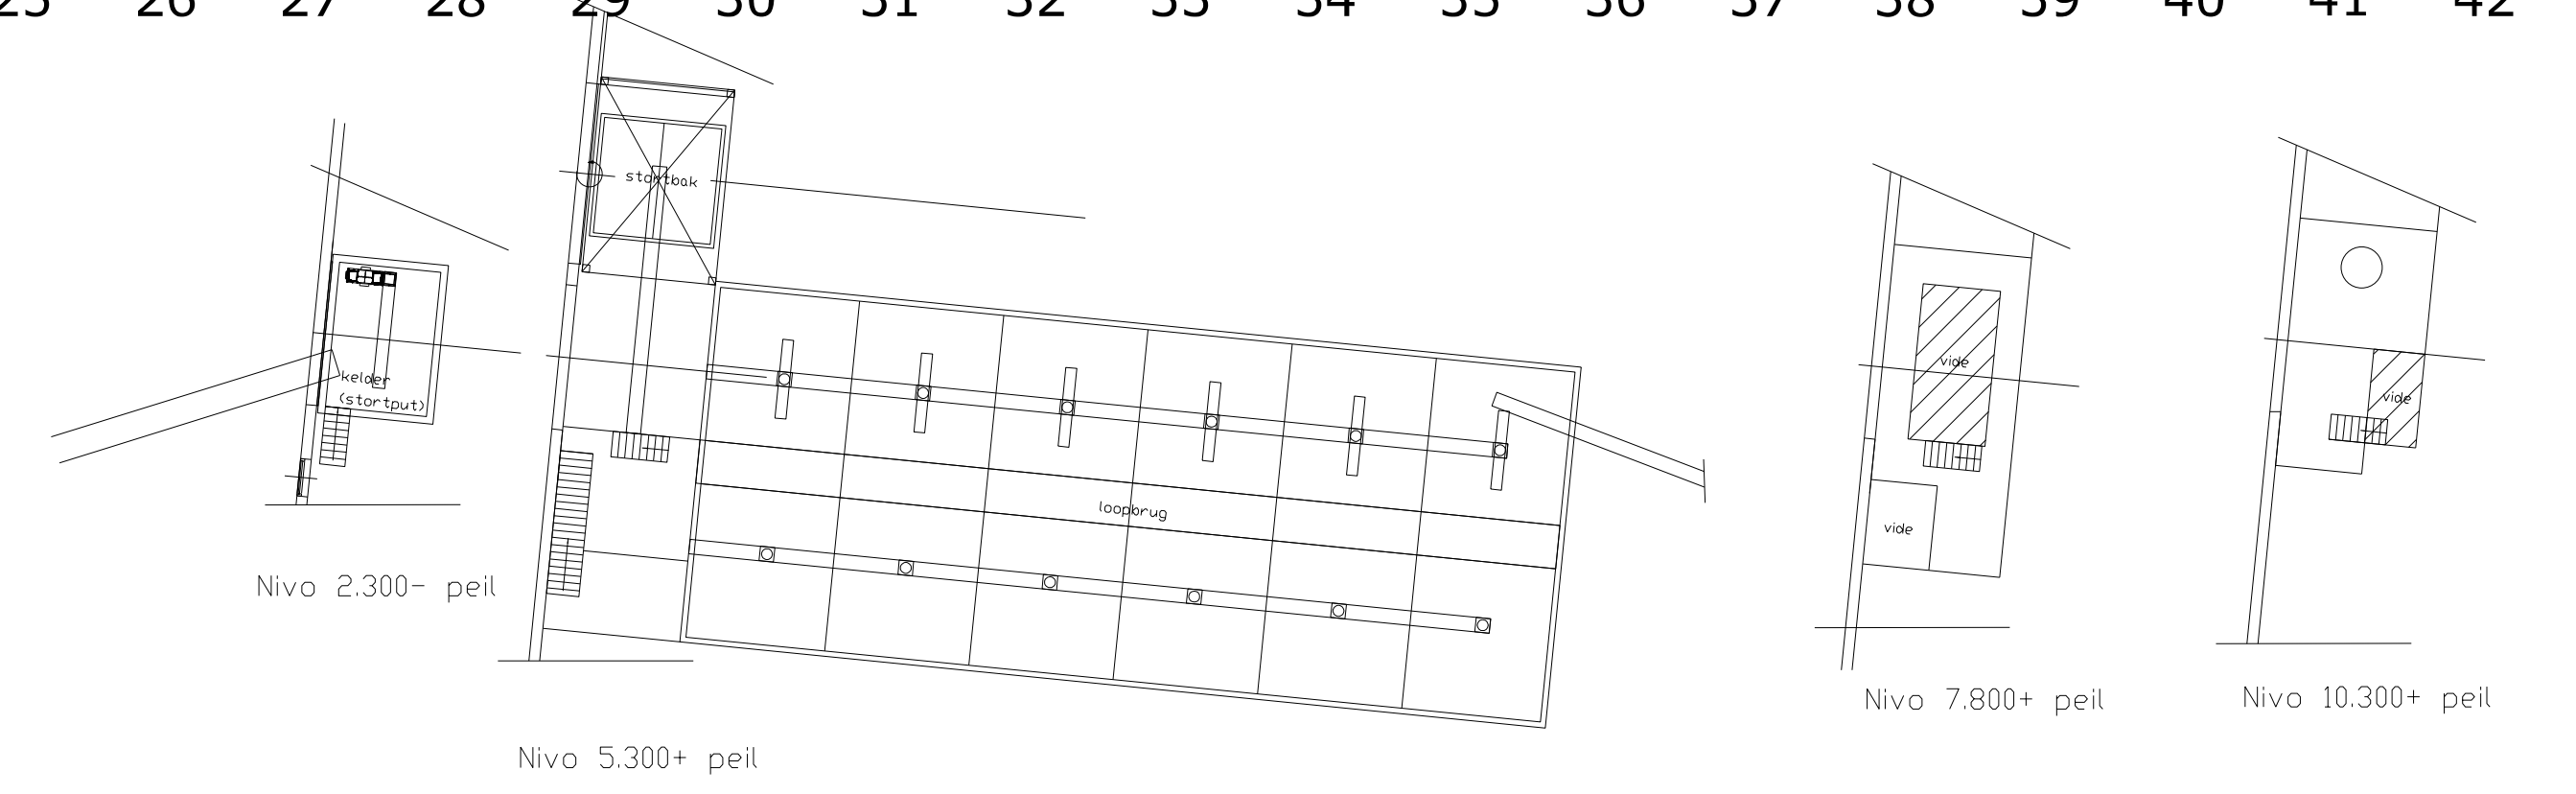 25 26 27 28 29 30 31 32 33 34 35 36 37 38 39 40 41 42
stortbak
kelder
(stortput)
loopbrug
vide
vide
vide
Nivo 2.300- peil
Nivo 5.300+ peil
Nivo 7.800+ peil
Nivo 10.300+ peil